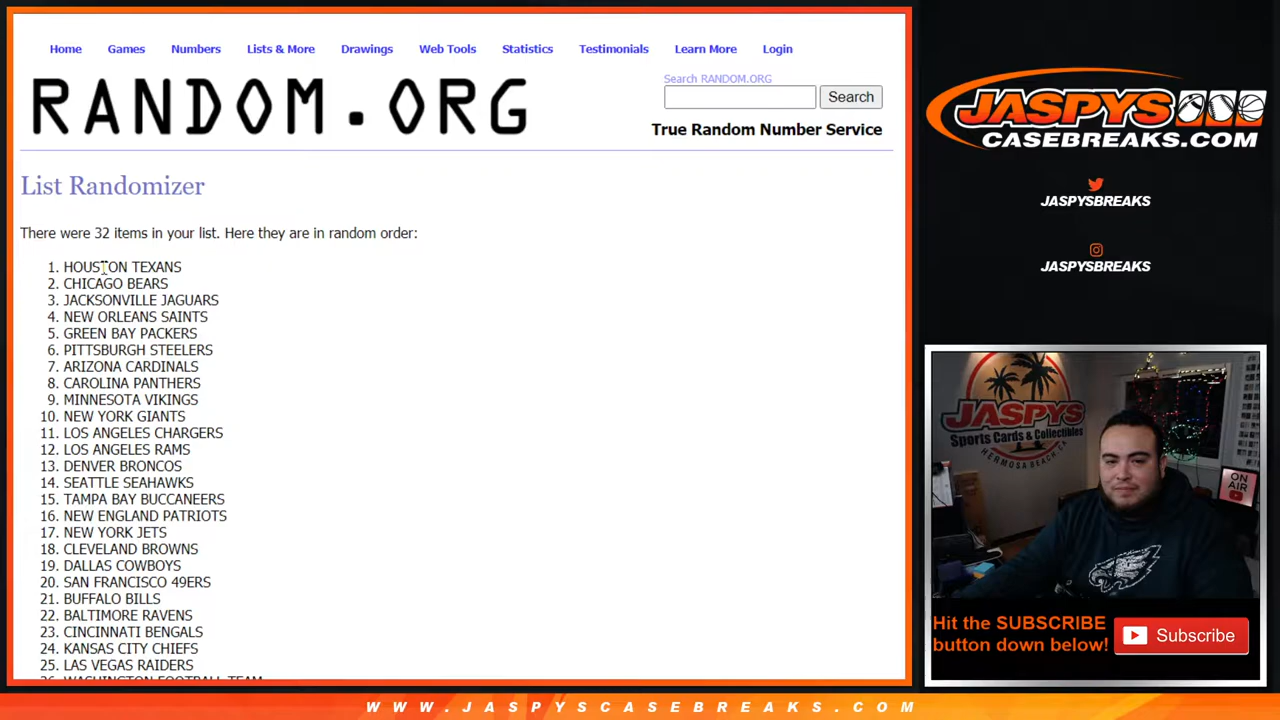 Home Games Numbers Lists & More Drawings Web Tools Statistics Testimonials Learn More Login
RANDOM.ORG
Search RANDOM.ORG
Search
True Random Number Service
List Randomizer
There were 32 items in your list. Here they are in random order:
1. HOUSTON TEXANS
2. CHICAGO BEARS
3. JACKSONVILLE JAGUARS
4. NEW ORLEANS SAINTS
5. GREEN BAY PACKERS
6. PITTSBURGH STEELERS
7. ARIZONA CARDINALS
8. CAROLINA PANTHERS
9. MINNESOTA VIKINGS
10. NEW YORK GIANTS
11. LOS ANGELES CHARGERS
12. LOS ANGELES RAMS
13. DENVER BRONCOS
14. SEATTLE SEAHAWKS
15. TAMPA BAY BUCCANEERS
16. NEW ENGLAND PATRIOTS
17. NEW YORK JETS
18. CLEVELAND BROWNS
19. DALLAS COWBOYS
20. SAN FRANCISCO 49ERS
21. BUFFALO BILLS
22. BALTIMORE RAVENS
23. CINCINNATI BENGALS
24. KANSAS CITY CHIEFS
25. LAS VEGAS RAIDERS
26. WASHINGTON FOOTBALL TEAM
JASPYS
CASEBREAKS.COM
JASPYSBREAKS
JASPYSBREAKS
JASPYS
Sports Cards & Collectibles
HERMOSA BEACH, CA
ON
AIR
Hit the SUBSCRIBE
button down below!
Subscribe
WWW.JASPYSCASEBREAKS.COM